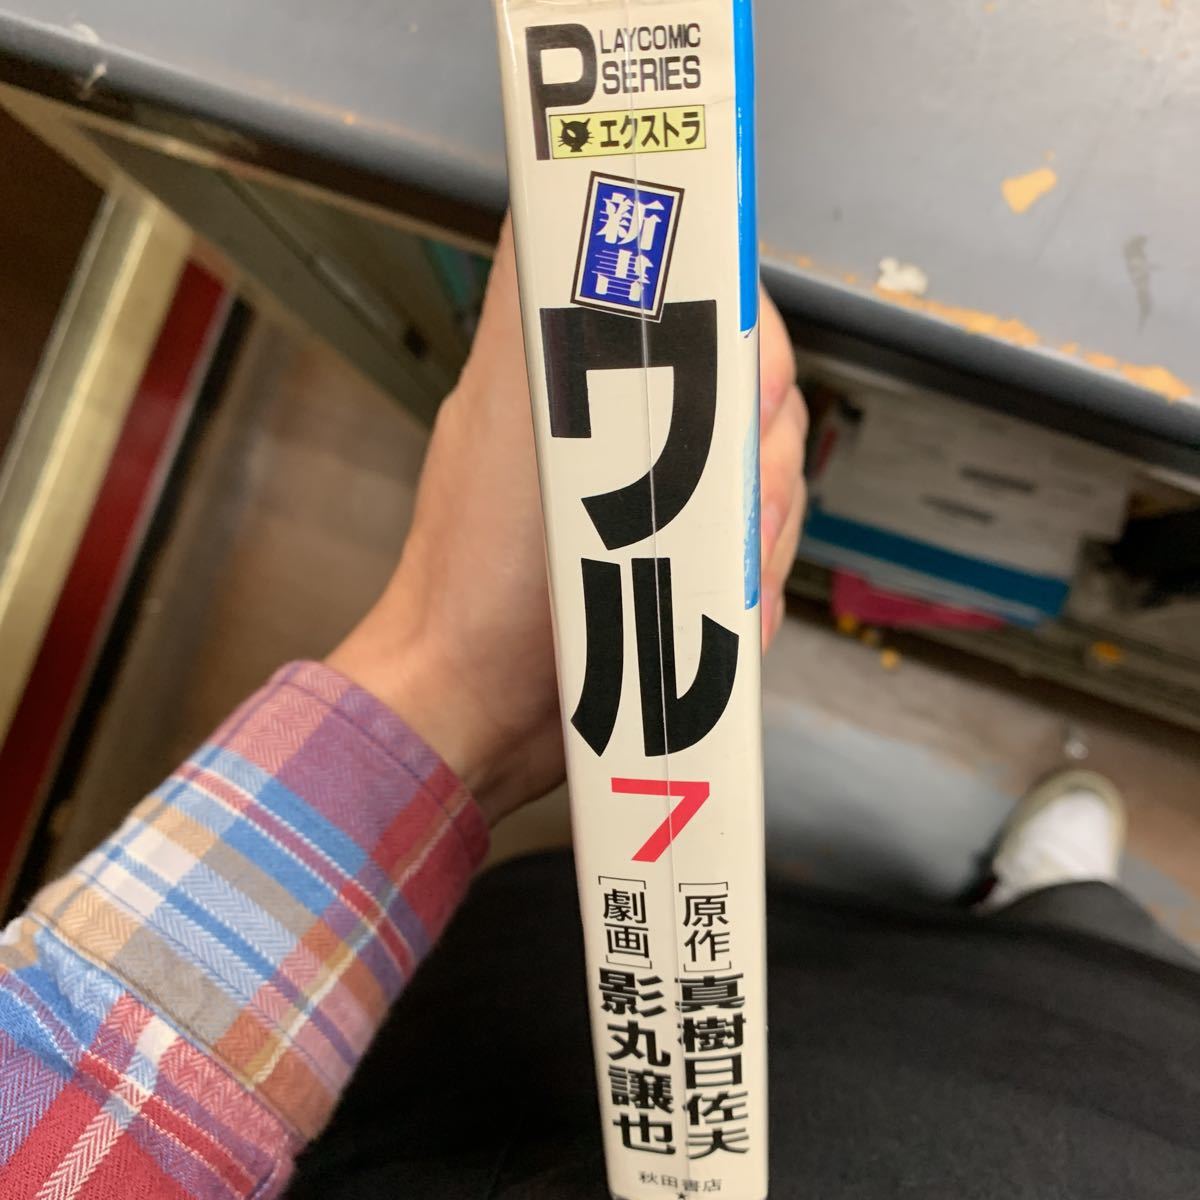 PLAYCOMIC
SERIES
エクストラ
新書
ワル
7
[原作]真樹日佐夫
[劇画]影丸譲也
秋田書店